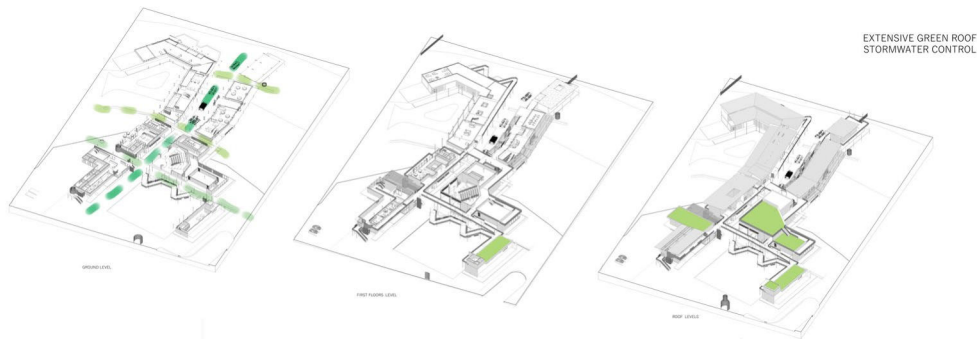 EXTENSIVE GREEN ROOF
STORMWATER CONTROL
GROUND LEVEL
FIRST FLOORS LEVEL
ROOF LEVELS